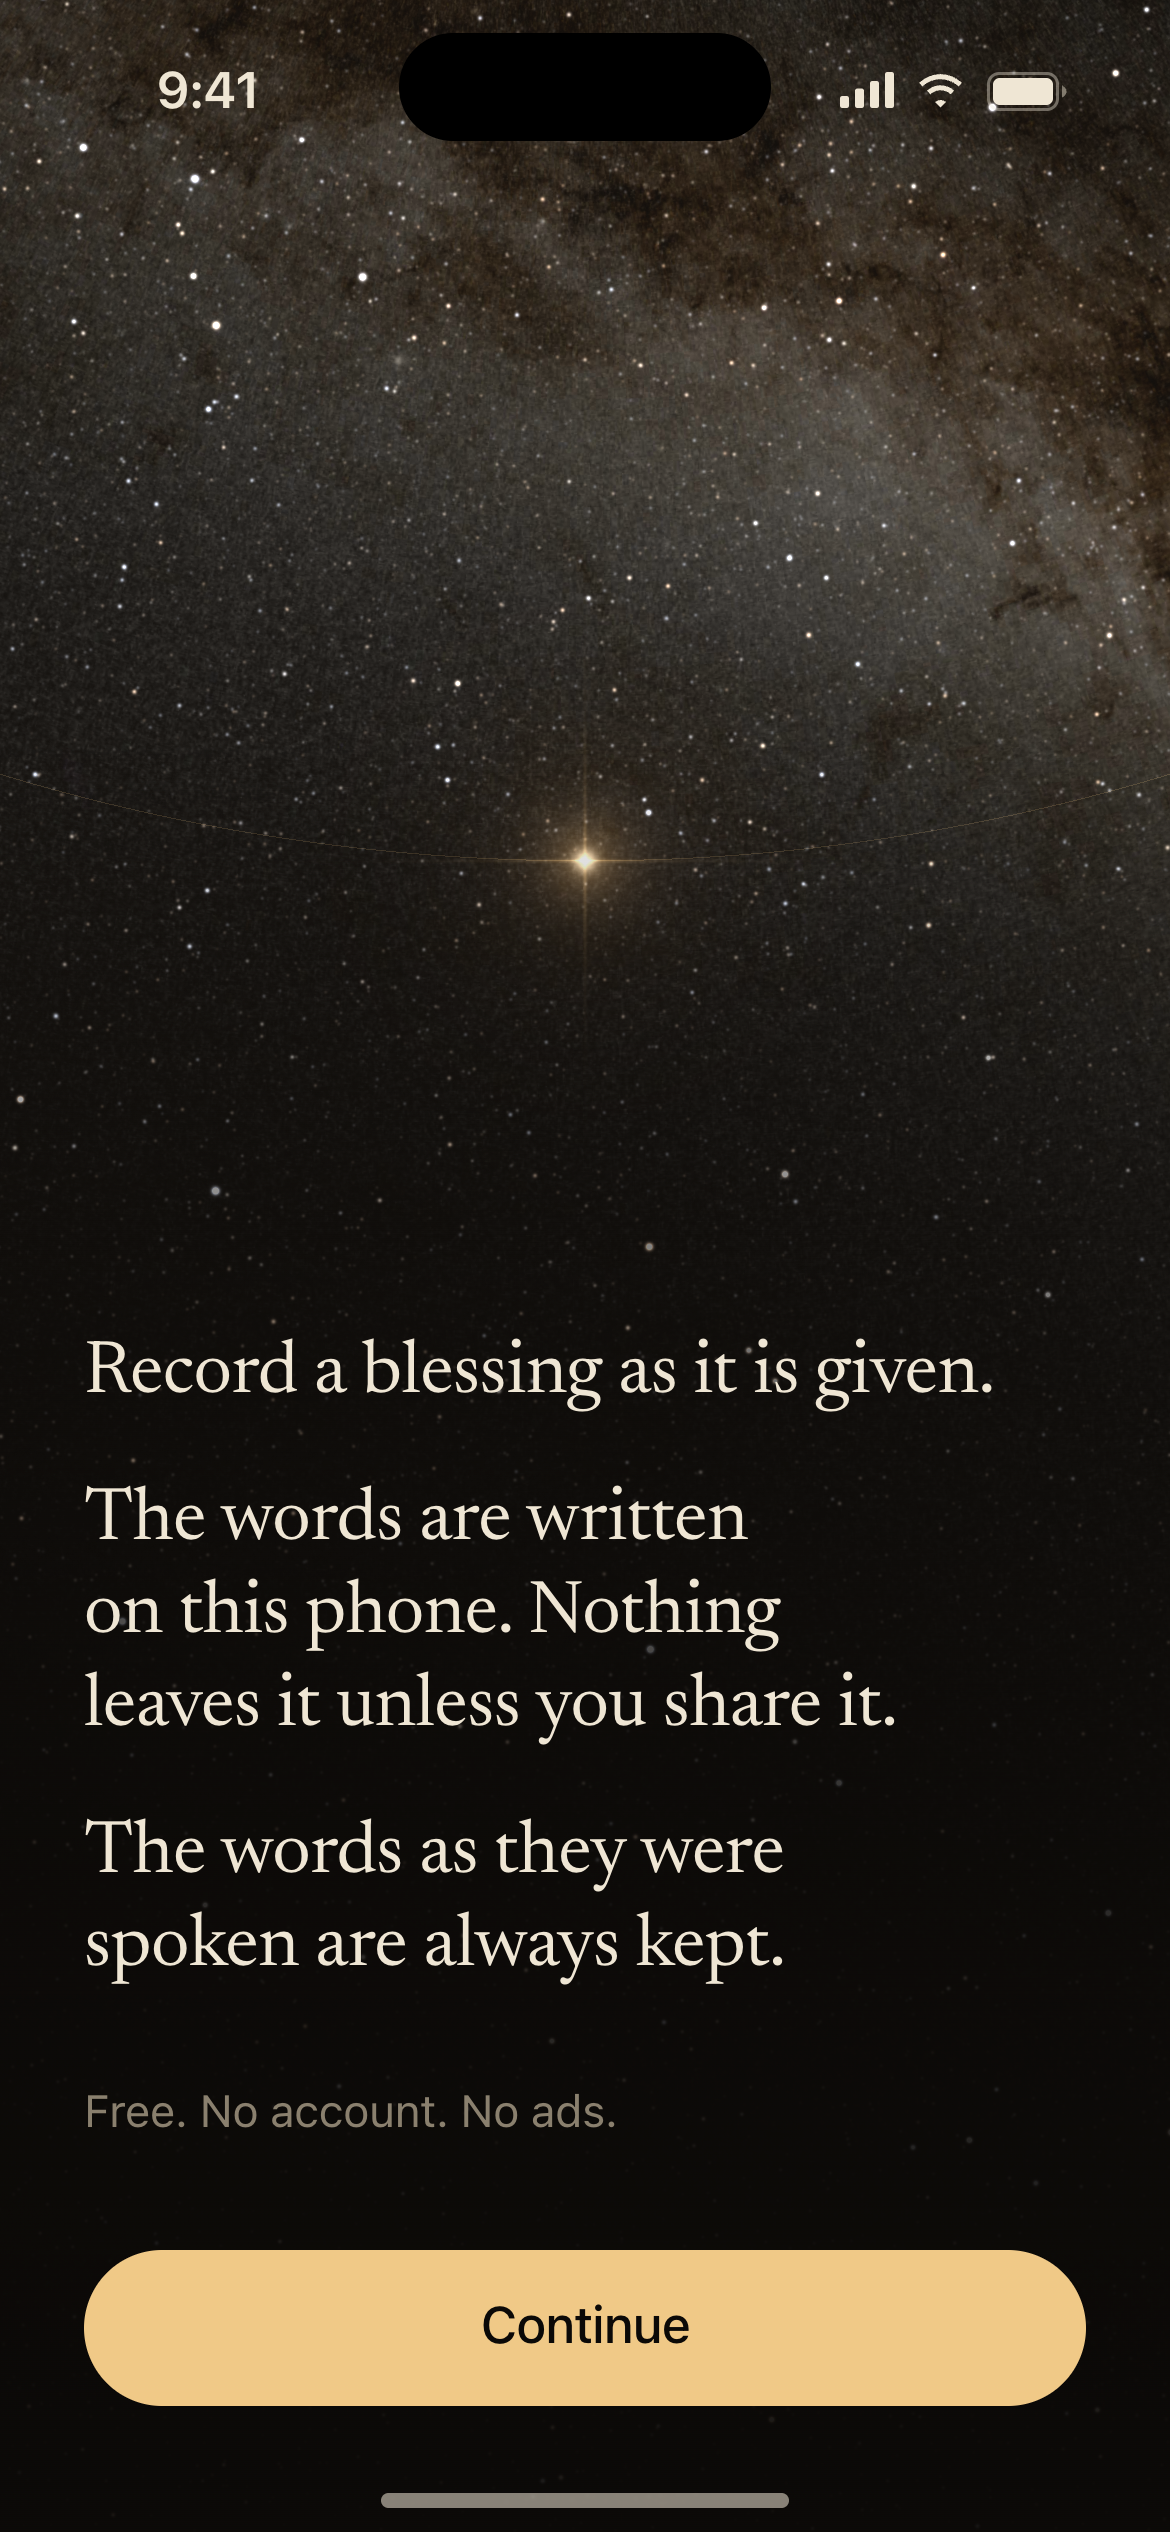 9:41
Record a blessing as it is given.
The words are written
on this phone. Nothing
leaves it unless you share it.
The words as they were
spoken are always kept.
Free. No account. No ads.
Continue